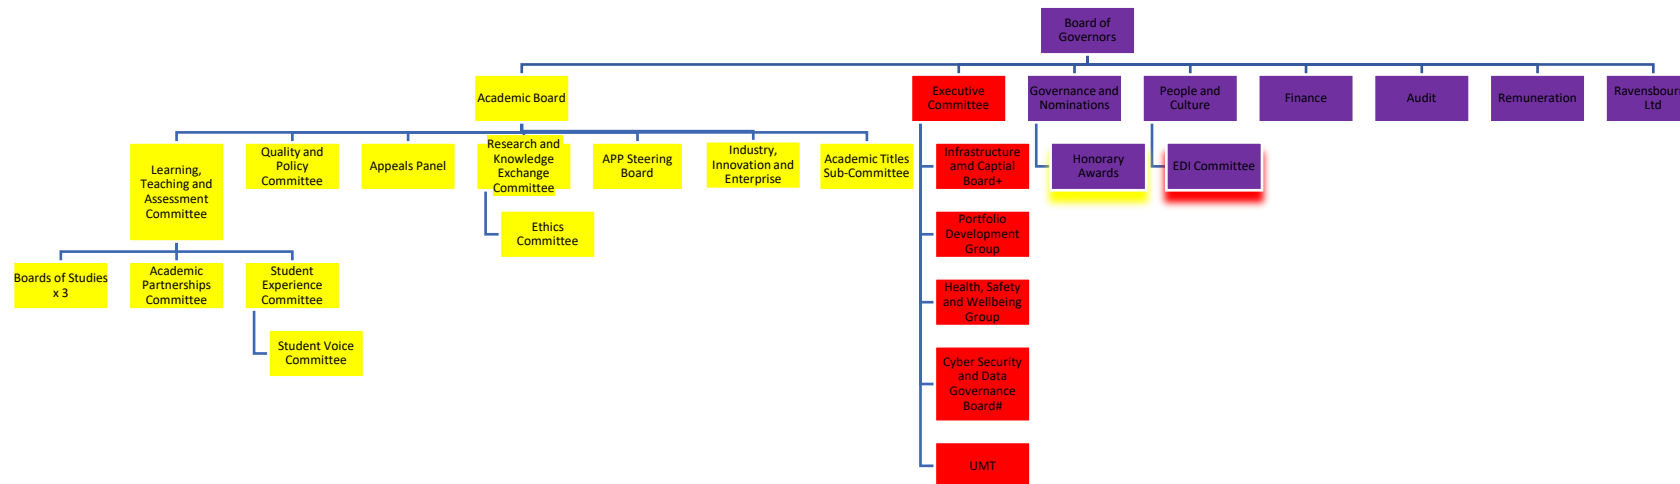 Board of
Governors
Academic Board
Executive
Committee
Governance and
Nominations
People and
Culture
Finance
Audit
Remuneration
Ravensbourn
Ltd
Learning,
Teaching and
Assessment
Committee
Quality and
Policy
Committee
Appeals Panel
Research and
Knowledge
Exchange
Committee
APP Steering
Board
Industry,
Innovation and
Enterprise
Academic Titles
Sub-Committee
Infrastructure
and Captial
Board+
Honorary
Awards
EDI Committee
Ethics
Committee
Portfolio
Development
Group
Boards of Studies
x 3
Academic
Partnerships
Committee
Student
Experience
Committee
Health, Safety
and Wellbeing
Group
Student Voice
Committee
Cyber Security
and Data
Governance
Board#
UMT